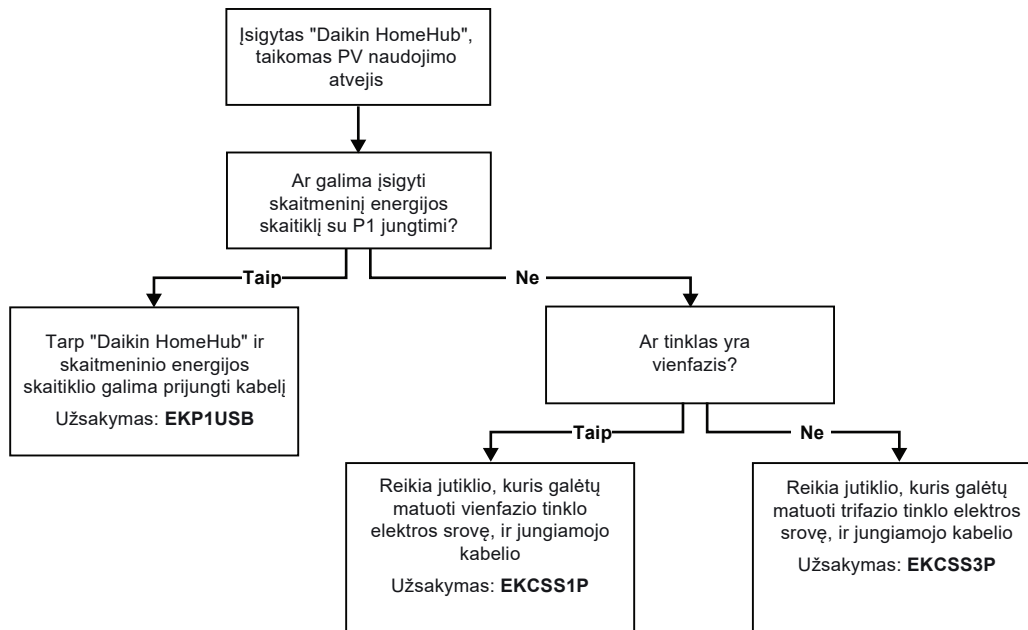 Įsigytas "Daikin HomeHub",
taikomas PV naudojimo
atvejis
Ar galima įsigyti
skaitmeninį energijos
skaitiklį su P1 jungtimi?
Taip
Ne
Tarp "Daikin HomeHub" ir
skaitmeninio energijos
skaitiklio galima prijungti kabelį
Užsakymas: EKP1USB
Ar tinklas yra
vienfazis?
Taip
Ne
Reikia jutiklio, kuris galėtų
matuoti vienfazio tinklo
elektros srovę, ir jungiamojo
kabelio
Užsakymas: EKCSS1P
Reikia jutiklio, kuris galėtų
matuoti trifazio tinklo elektros
srovę, ir jungiamojo kabelio
Užsakymas: EKCSS3P